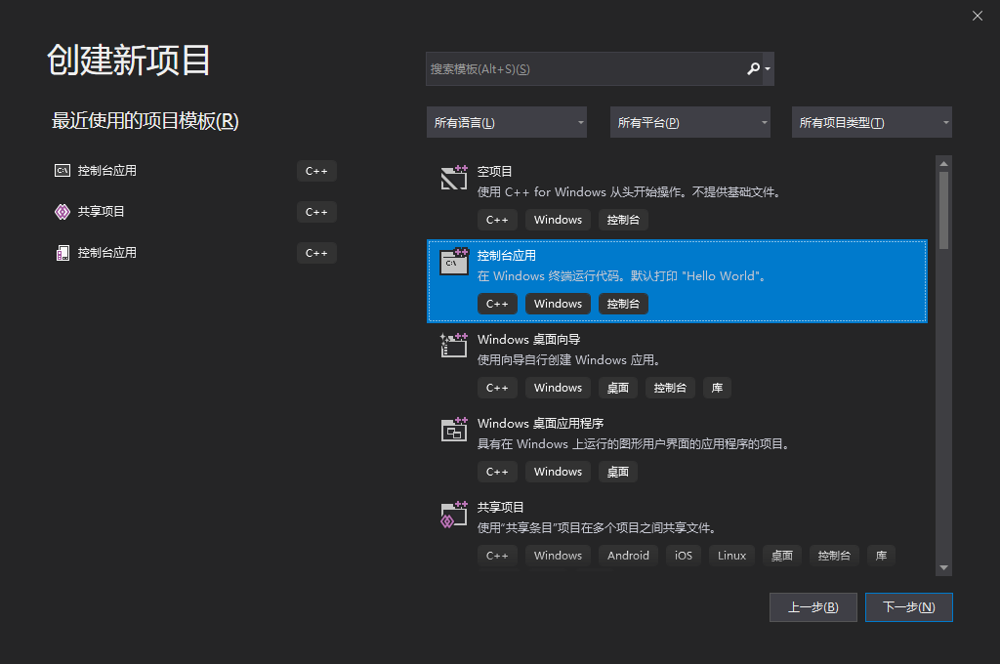 创建新项目
最近使用的项目模板(R)
控制台应用 C++
共享项目 C++
控制台应用 C++
搜索模板(Alt+S)(S)
所有语言(L) 所有平台(P) 所有项目类型(T)
空项目
使用 C++ for Windows 从头开始操作。不提供基础文件。
C++ Windows 控制台
控制台应用
在 Windows 终端运行代码。默认打印 "Hello World"。
C++ Windows 控制台
Windows 桌面向导
使用向导自行创建 Windows 应用。
C++ Windows 桌面 控制台 库
Windows 桌面应用程序
具有在 Windows 上运行的图形用户界面的应用程序的项目。
C++ Windows 桌面
共享项目
使用“共享条目”项目在多个项目之间共享文件。
C++ Windows Android iOS Linux 桌面 控制台 库
上一步(B) 下一步(N)